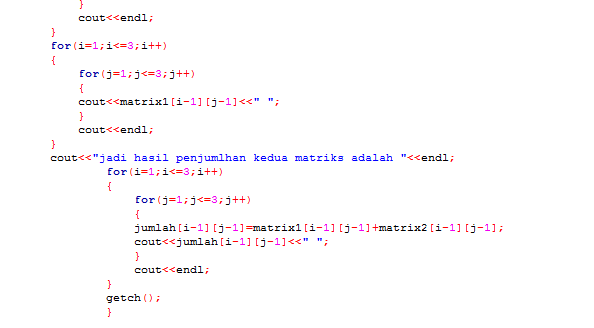 }
cout<<endl;
}
for(i=1;i<=3;i++)
{
for(j=1;j<=3;j++)
{
cout<<matrix1[i-1][j-1]<<" ";
}
cout<<endl;
}
cout<<"jadi hasil penjumlhan kedua matriks adalah "<<endl;
for(i=1;i<=3;i++)
{
for(j=1;j<=3;j++)
{
jumlah[i-1][j-1]=matrix1[i-1][j-1]+matrix2[i-1][j-1];
cout<<jumlah[i-1][j-1]<<" ";
}
cout<<endl;
}
getch();
}